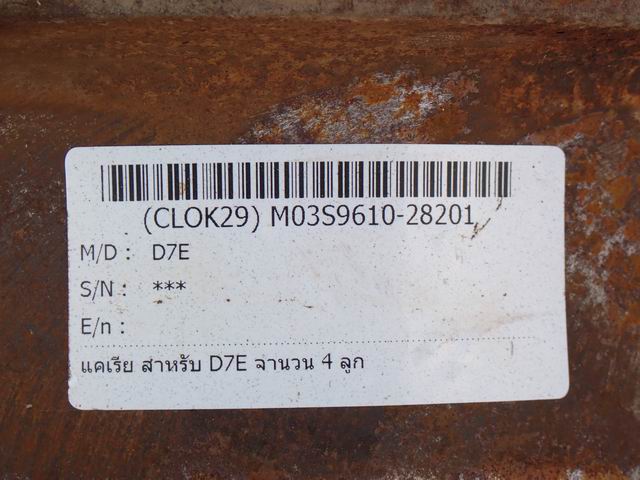 (CLOK29) M03S9610-28201
M/D : D7E
S/N : ***
E/n :
แคเรีย สำหรับ D7E จำนวน 4 ลูก